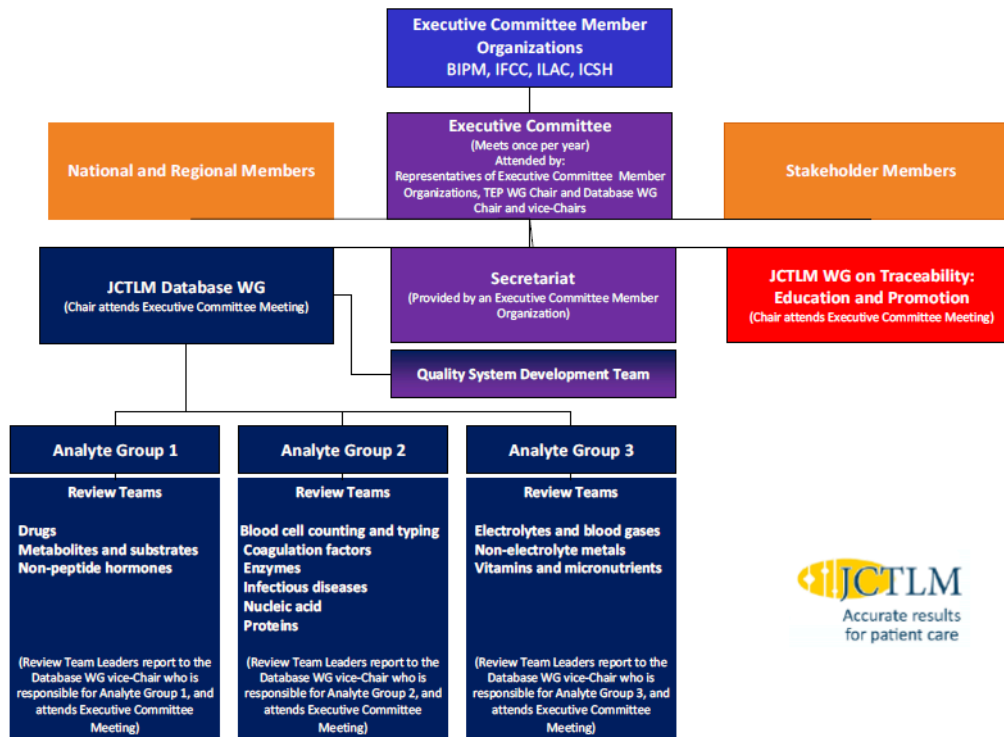 Executive Committee Member
Organizations
BIPM, IFCC, ILAC, ICSH
Executive Committee
(Meets once per year)
Attended by:
Representatives of Executive Committee Member
Organizations, TEP WG Chair and Database WG
Chair and vice-Chairs
National and Regional Members
Stakeholder Members
JCTLM Database WG
(Chair attends Executive Committee Meeting)
Secretariat
(Provided by an Executive Committee Member
Organization)
JCTLM WG on Traceability:
Education and Promotion
(Chair attends Executive Committee Meeting)
Quality System Development Team
Analyte Group 1
Review Teams
Drugs
Metabolites and substrates
Non-peptide hormones
(Review Team Leaders report to the
Database WG vice-Chair who is
responsible for Analyte Group 1, and
attends Executive Committee
Meeting)
Analyte Group 2
Review Teams
Blood cell counting and typing
Coagulation factors
Enzymes
Infectious diseases
Nucleic acid
Proteins
(Review Team Leaders report to the
Database WG vice-Chair who is
responsible for Analyte Group 2, and
attends Executive Committee
Meeting)
Analyte Group 3
Review Teams
Electrolytes and blood gases
Non-electrolyte metals
Vitamins and micronutrients
(Review Team Leaders report to the
Database WG vice-Chair who is
responsible for Analyte Group 3, and
attends Executive Committee
Meeting)
JCTLM
Accurate results
for patient care